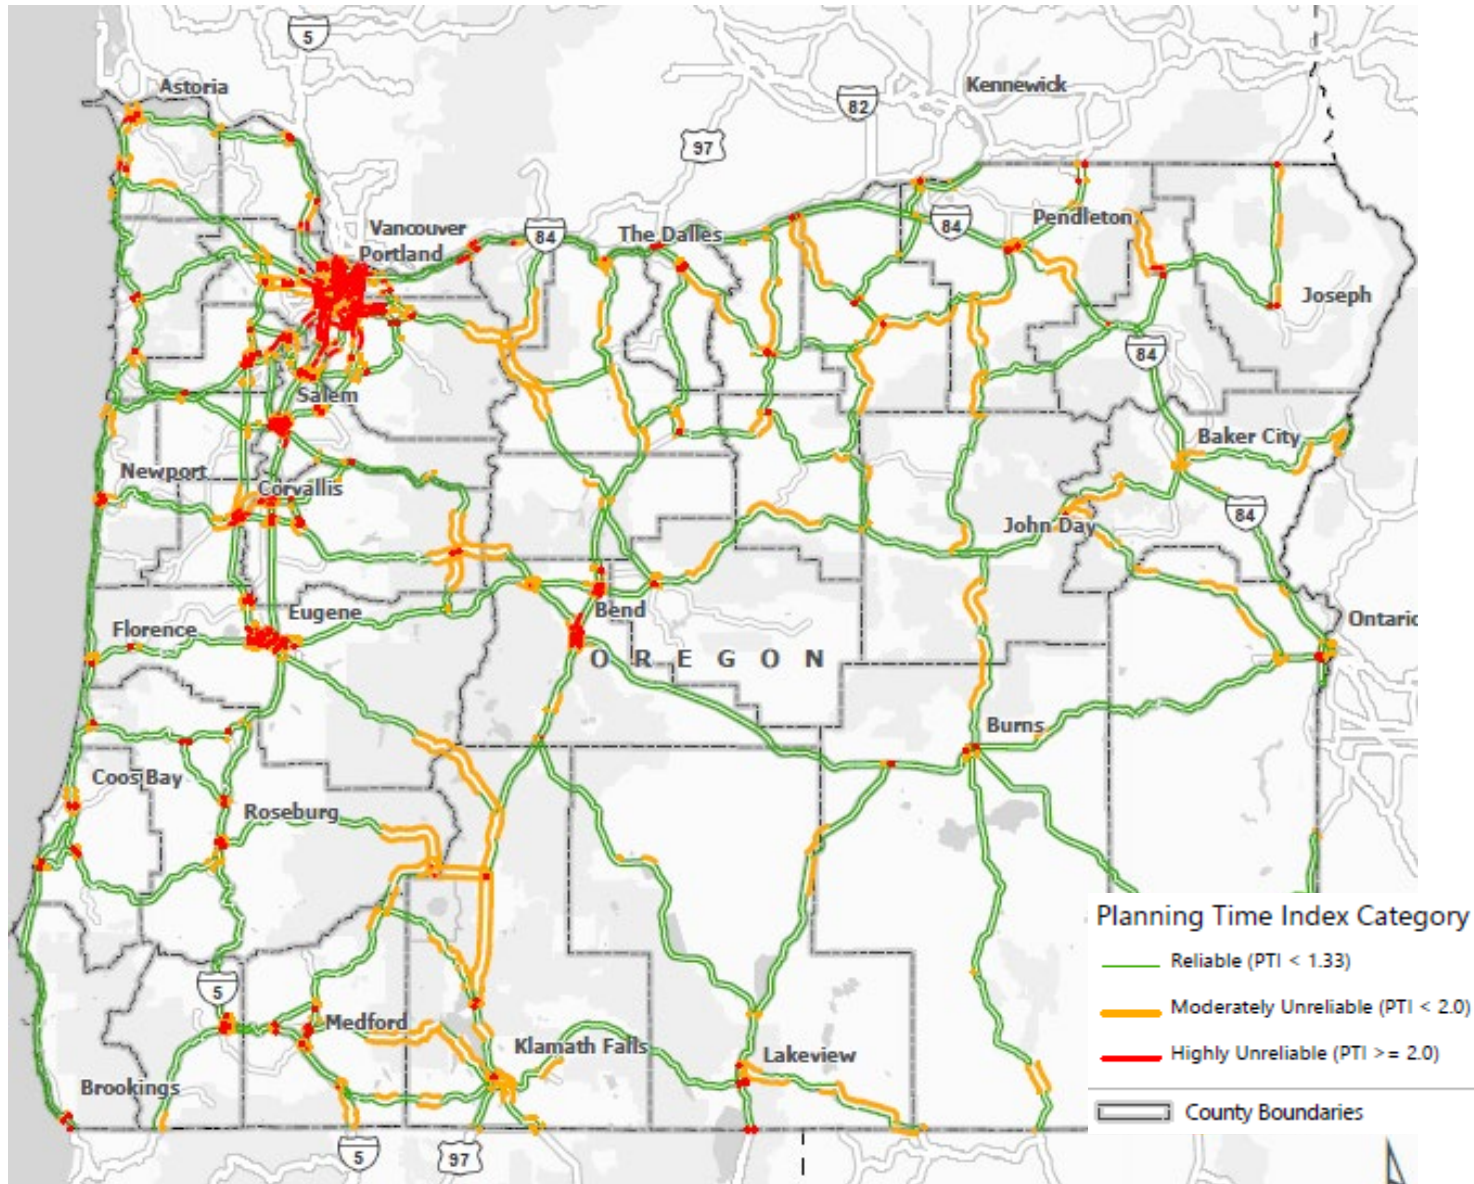 5
Astoria
Kennewick
82
97
Pendleton
Vancouver
84
The Dalles
84
Portland
Joseph
84
Salem
Baker City
Newport
Corvallis
84
John Day
Eugene
Bend
Florence
Ontaric
OREGON
Burns
Coos Bay
Roseburg
Planning Time Index Category
Reliable (PTI < 1.33)
5
Moderately Unreliable (PTI < 2.0)
Medford
Klamath Falls
Lakeview
Highly Unreliable (PTI >= 2.0)
Brookings
County Boundaries
5
97